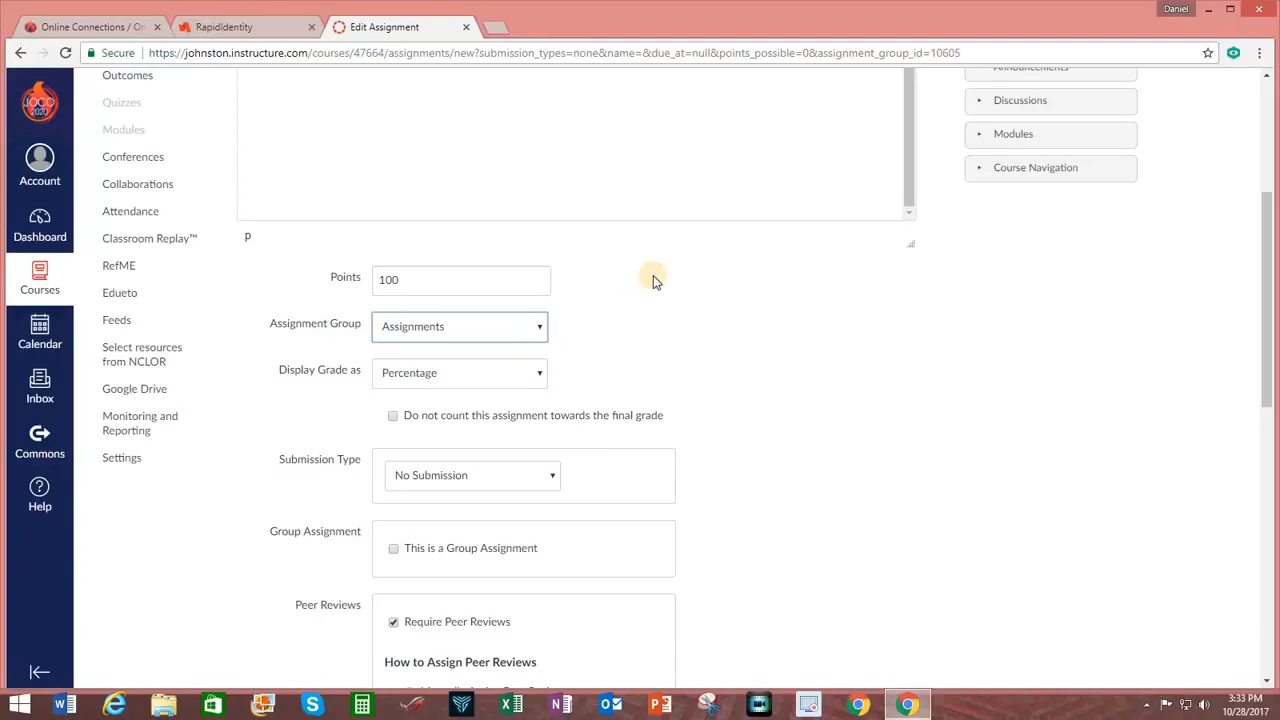 Daniel
Online Connections / On
RapidIdentity
Edit Assignment
Secure
https://johnston.instructure.com/courses/47664/assignments/new?submission_types=none&name=&due_at=null&points_possible=0&assignment_group_id=10605
JOCO
2020
Account
Dashboard
Courses
Calendar
Inbox
Commons
Help
Outcomes
Quizzes
Modules
Conferences
Collaborations
Attendance
Classroom Replay™
RefME
Edueto
Feeds
Select resources
from NCLOR
Google Drive
Monitoring and
Reporting
Settings
p
Points
100
Assignment Group
Assignments
Display Grade as
Percentage
Do not count this assignment towards the final grade
Submission Type
No Submission
Group Assignment
This is a Group Assignment
Peer Reviews
Require Peer Reviews
How to Assign Peer Reviews
Announcements
Discussions
Modules
Course Navigation
3:33 PM
10/28/2017